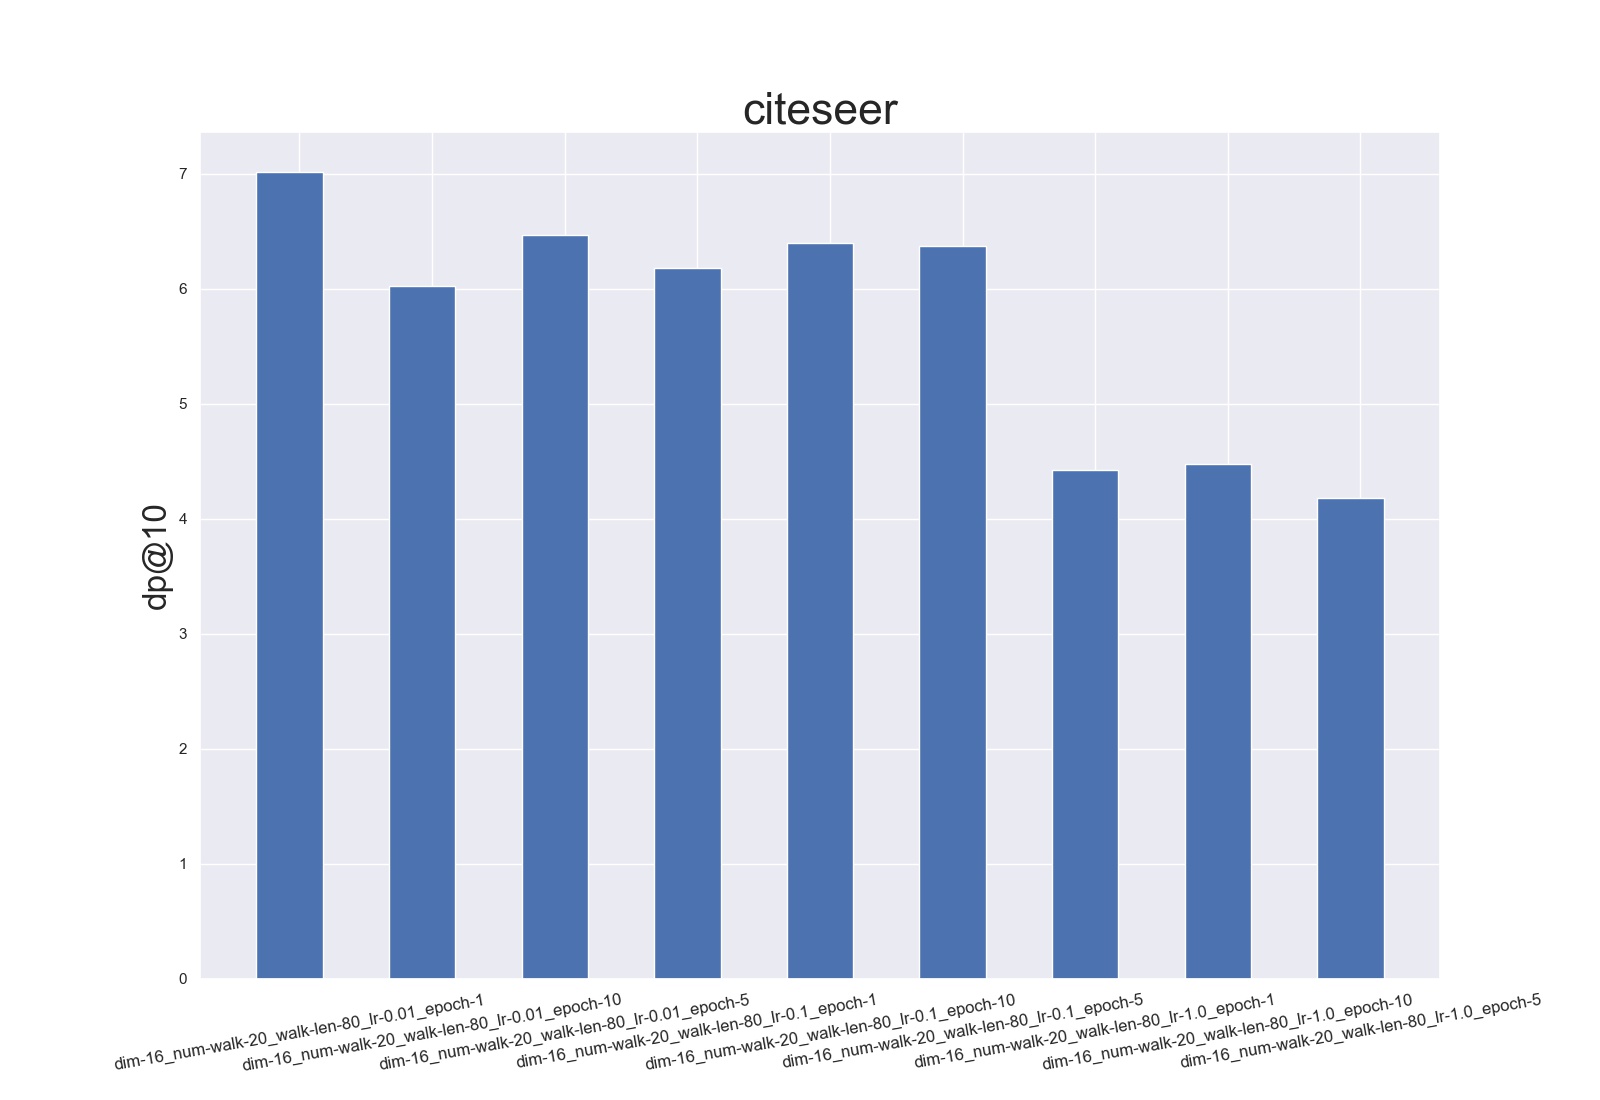 citeseer
dp@10
7
6
5
4
3
2
1
0
dim-16_num-walk-20_walk-len-80_lr-0.01_epoch-1
dim-16_num-walk-20_walk-len-80_lr-0.01_epoch-10
dim-16_num-walk-20_walk-len-80_lr-0.01_epoch-5
dim-16_num-walk-20_walk-len-80_lr-0.1_epoch-1
dim-16_num-walk-20_walk-len-80_lr-0.1_epoch-10
dim-16_num-walk-20_walk-len-80_lr-0.1_epoch-5
dim-16_num-walk-20_walk-len-80_lr-1.0_epoch-1
dim-16_num-walk-20_walk-len-80_lr-1.0_epoch-10
dim-16_num-walk-20_walk-len-80_lr-1.0_epoch-5